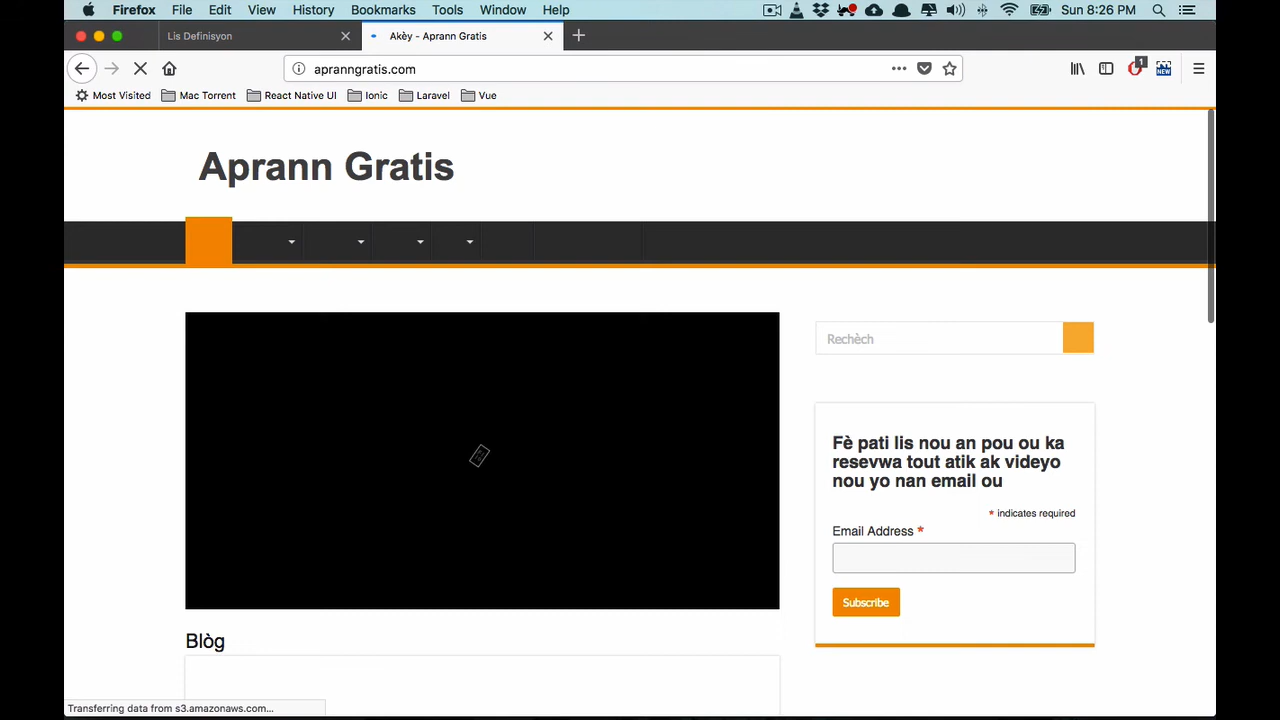 Firefox File Edit View History Bookmarks Tools Window Help Sun 8:26 PM
Lis Definisyon Akèy - Aprann Gratis
apranngratis.com 1 NEW
Most Visited Mac Torrent React Native UI Ionic Laravel Vue
Aprann Gratis
Rechèch
Fè pati lis nou an pou ou ka
resevwa tout atik ak videyo
nou yo nan email ou
* indicates required
Email Address *
Subscribe
Blòg
Transferring data from s3.amazonaws.com...